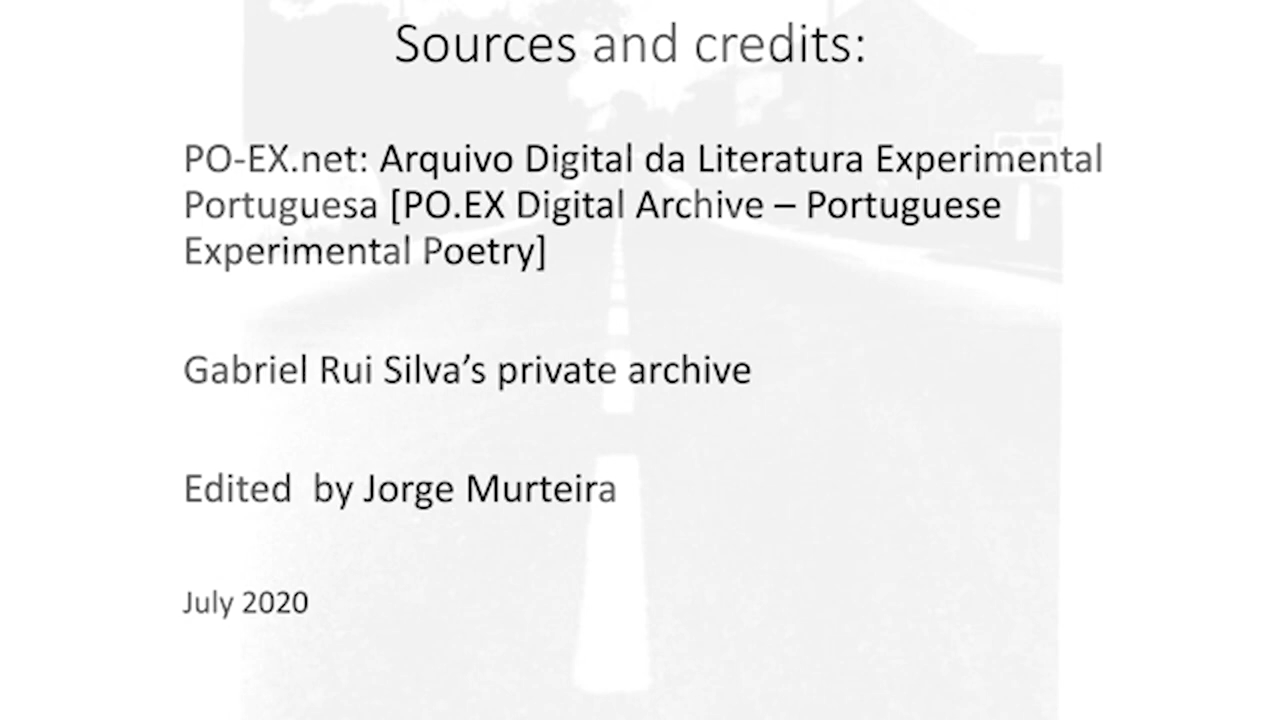 Sources and credits:
PO-EX.net: Arquivo Digital da Literatura Experimental
Portuguesa [PO.EX Digital Archive – Portuguese
Experimental Poetry]
Gabriel Rui Silva’s private archive
Edited  by Jorge Murteira
July 2020